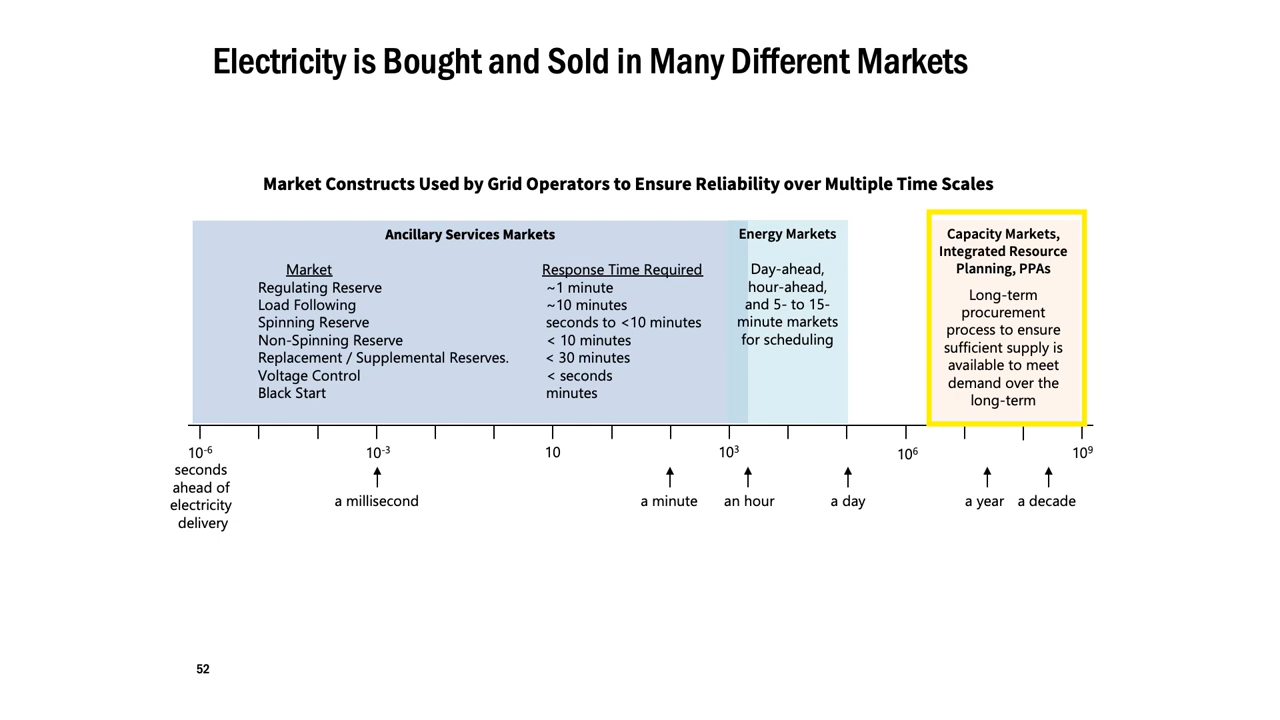 Electricity is Bought and Sold in Many Different Markets
Market Constructs Used by Grid Operators to Ensure Reliability over Multiple Time Scales
Ancillary Services Markets
Market
Response Time Required
Regulating Reserve
~1 minute
Load Following
~10 minutes
Spinning Reserve
seconds to <10 minutes
Non-Spinning Reserve
< 10 minutes
Replacement / Supplemental Reserves.
< 30 minutes
Voltage Control
< seconds
Black Start
minutes
Energy Markets
Day-ahead,
hour-ahead,
and 5- to 15-
minute markets
for scheduling
Capacity Markets,
Integrated Resource
Planning, PPAs
Long-term
procurement
process to ensure
sufficient supply is
available to meet
demand over the
long-term
10⁻⁶
seconds
ahead of
electricity
delivery
10⁻³
10
10³
10⁶
10⁹
a millisecond
a minute
an hour
a day
a year
a decade
52